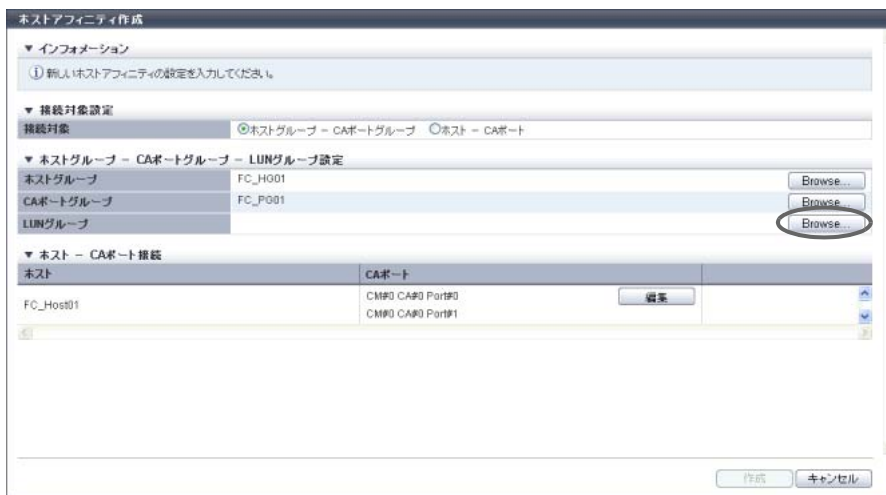 ホストアフィニティ作成
▼ インフォメーション
新しいホストアフィニティの設定を入力してください。
▼ 接続対象設定
接続対象 ホストグループ - CAポートグループ ホスト - CAポート
▼ ホストグループ - CAポートグループ - LUNグループ設定
ホストグループ FC_HG01 Browse...
CAポートグループ FC_PG01 Browse...
LUNグループ Browse...
▼ ホスト - CAポート接続
ホスト CAポート
FC_Host01 CM#0 CA#0 Port#0 編集
CM#0 CA#0 Port#1
作成 キャンセル